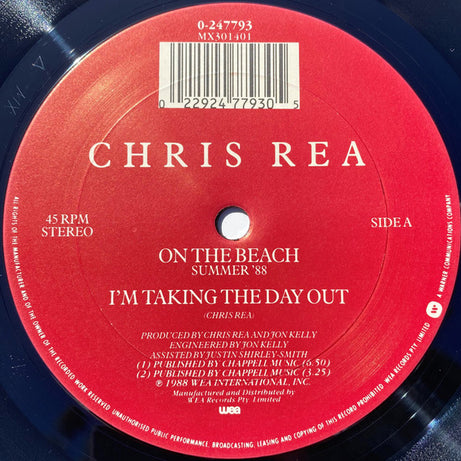 0-247793
MX301401
0 22924 77930 5
CHRIS REA
45 RPM
STEREO
SIDE A
ON THE BEACH
SUMMER '88
I'M TAKING THE DAY OUT
(CHRIS REA)
PRODUCED BY CHRIS REA AND JON KELLY
ENGINEERED BY JON KELLY
ASSISTED BY JUSTIN SHIRLEY-SMITH
(1) PUBLISHED BY CHAPPELL MUSIC (6.50)
(2) PUBLISHED BY CHAPPELL MUSIC (3.25)
℗ 1988 WEA INTERNATIONAL, INC.
Manufactured and Distributed by
WEA Records Pty. Limited
wea
ALL RIGHTS OF THE MANUFACTURER AND OF THE OWNER OF THE RECORDED WORK RESERVED UNAUTHORISED PUBLIC PERFORMANCE, BROADCASTING, LEASING AND COPYING OF THIS RECORD PROHIBITED WEA RECORDS PTY. LIMITED
A WARNER COMMUNICATIONS COMPANY